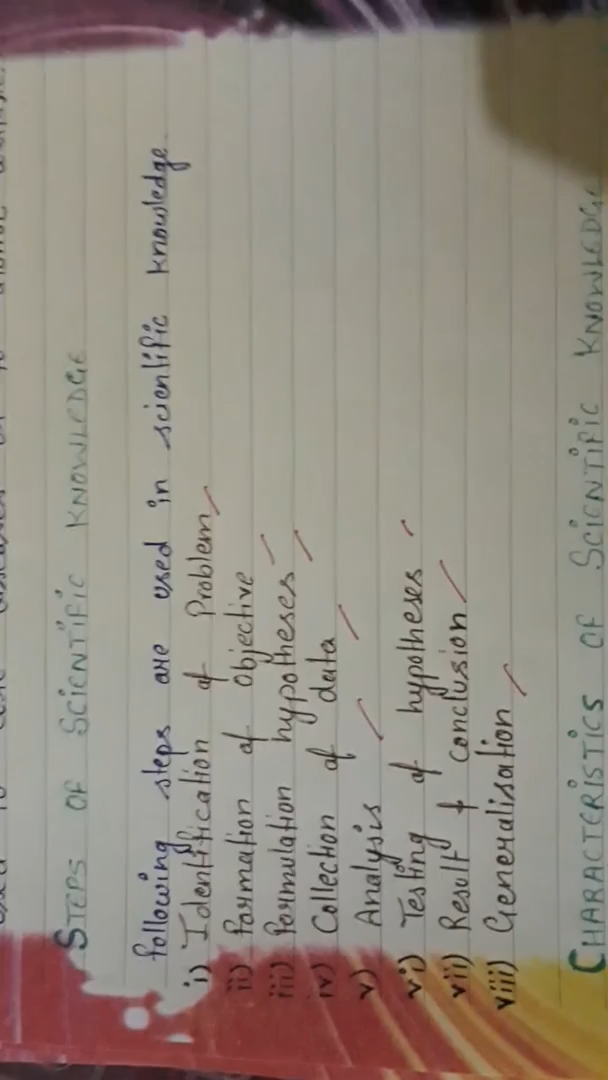 STEPS OF SCIENTIFIC KNOWLEDGE
following steps are used in scientific knowledge.
i) Identification of Problem
ii) Formation of Objective
iii) Formulation hypotheses
iv) Collection of data
v) Analysis
vi) Testing of hypotheses
vii) Result & conclusion
viii) Generalisation
CHARACTERISTICS OF SCIENTIFIC KNOWLEDGE